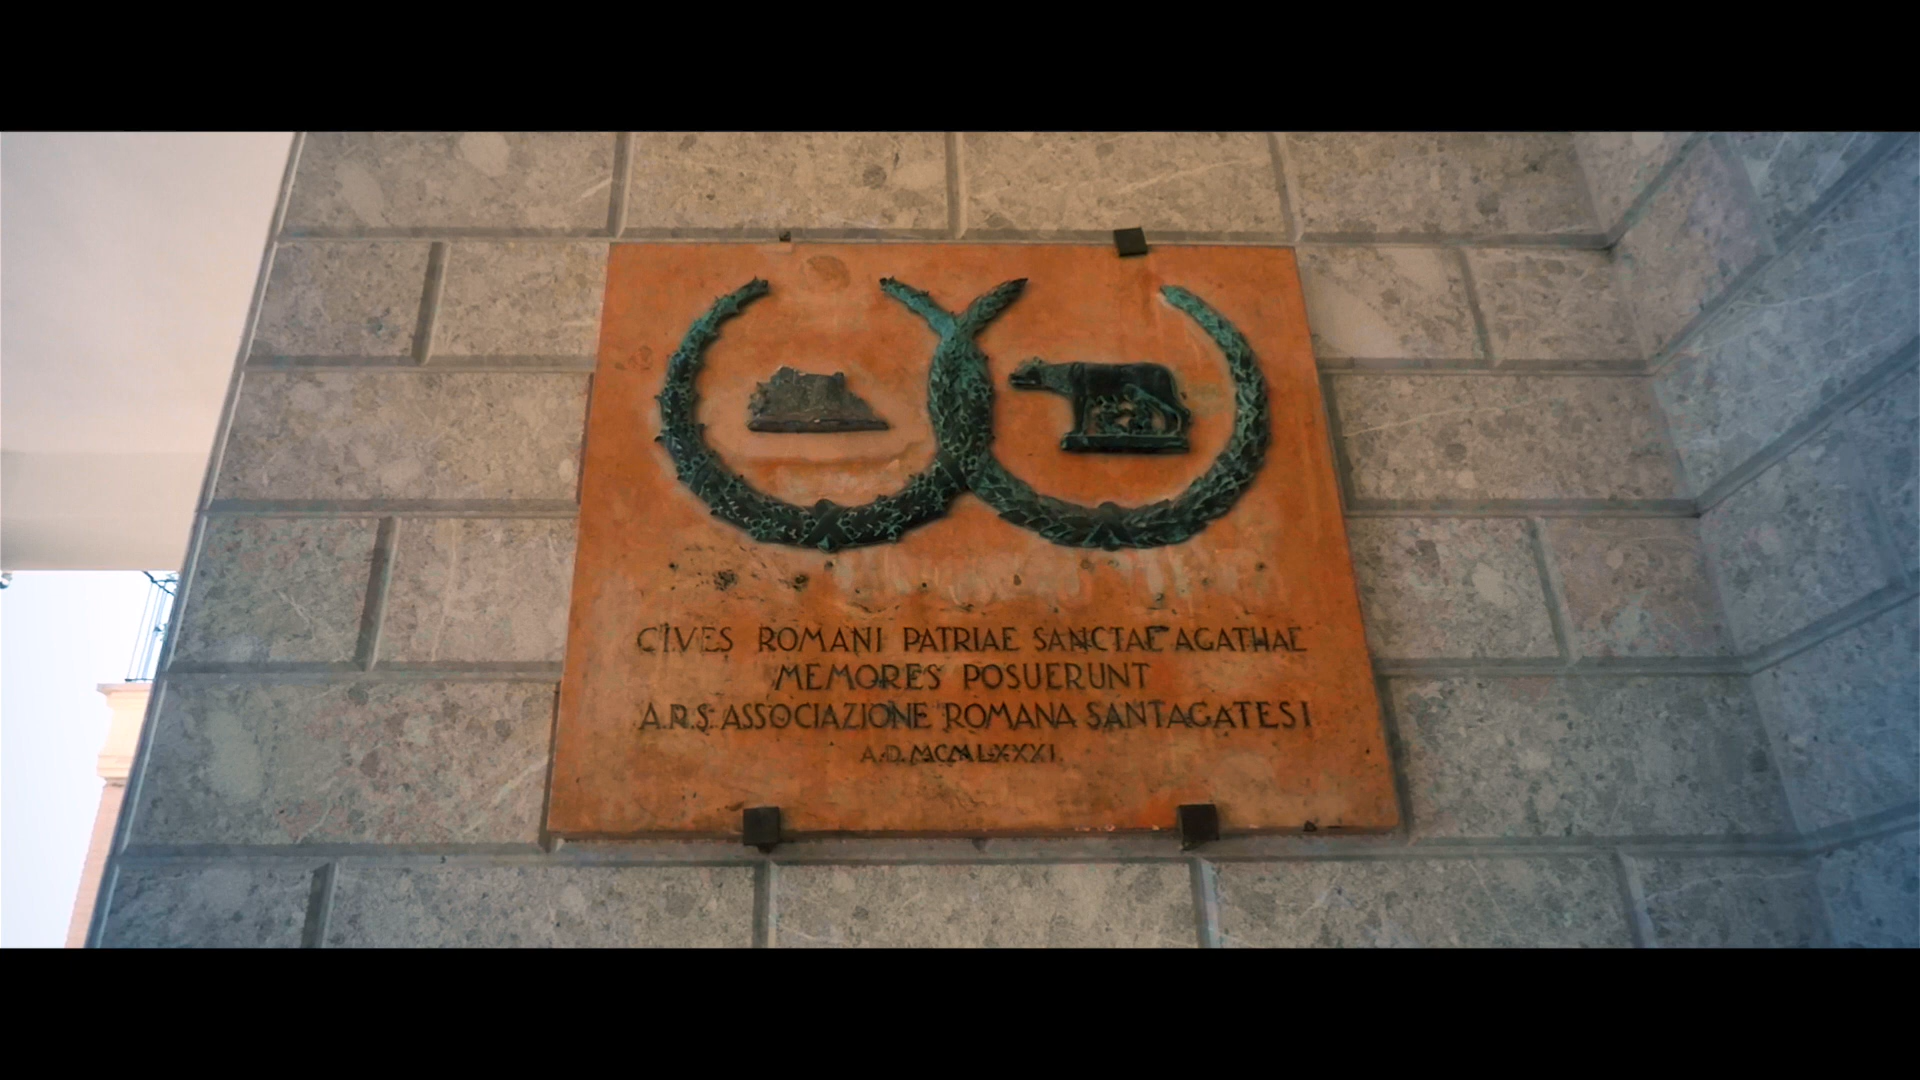 CIVES ROMANI PATRIAE SANCTAE AGATHAE
MEMORES POSUERUNT
A.R.S. ASSOCIAZIONE ROMANA SANTAGATESI
A.D. MCMLXXXI